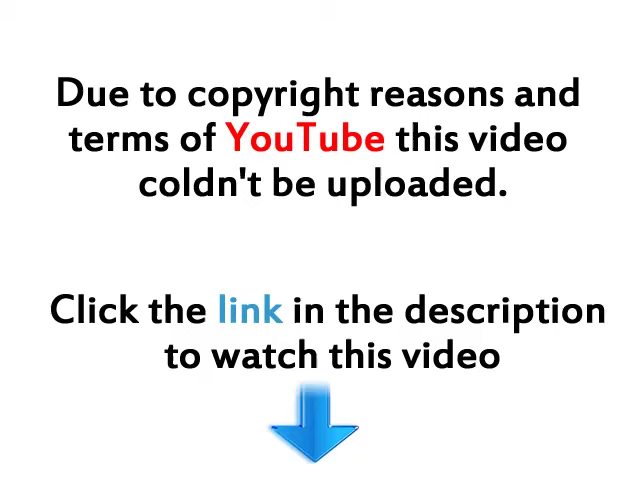 Due to copyright reasons and
terms of YouTube this video
coldn't be uploaded.
Click the link in the description
to watch this video